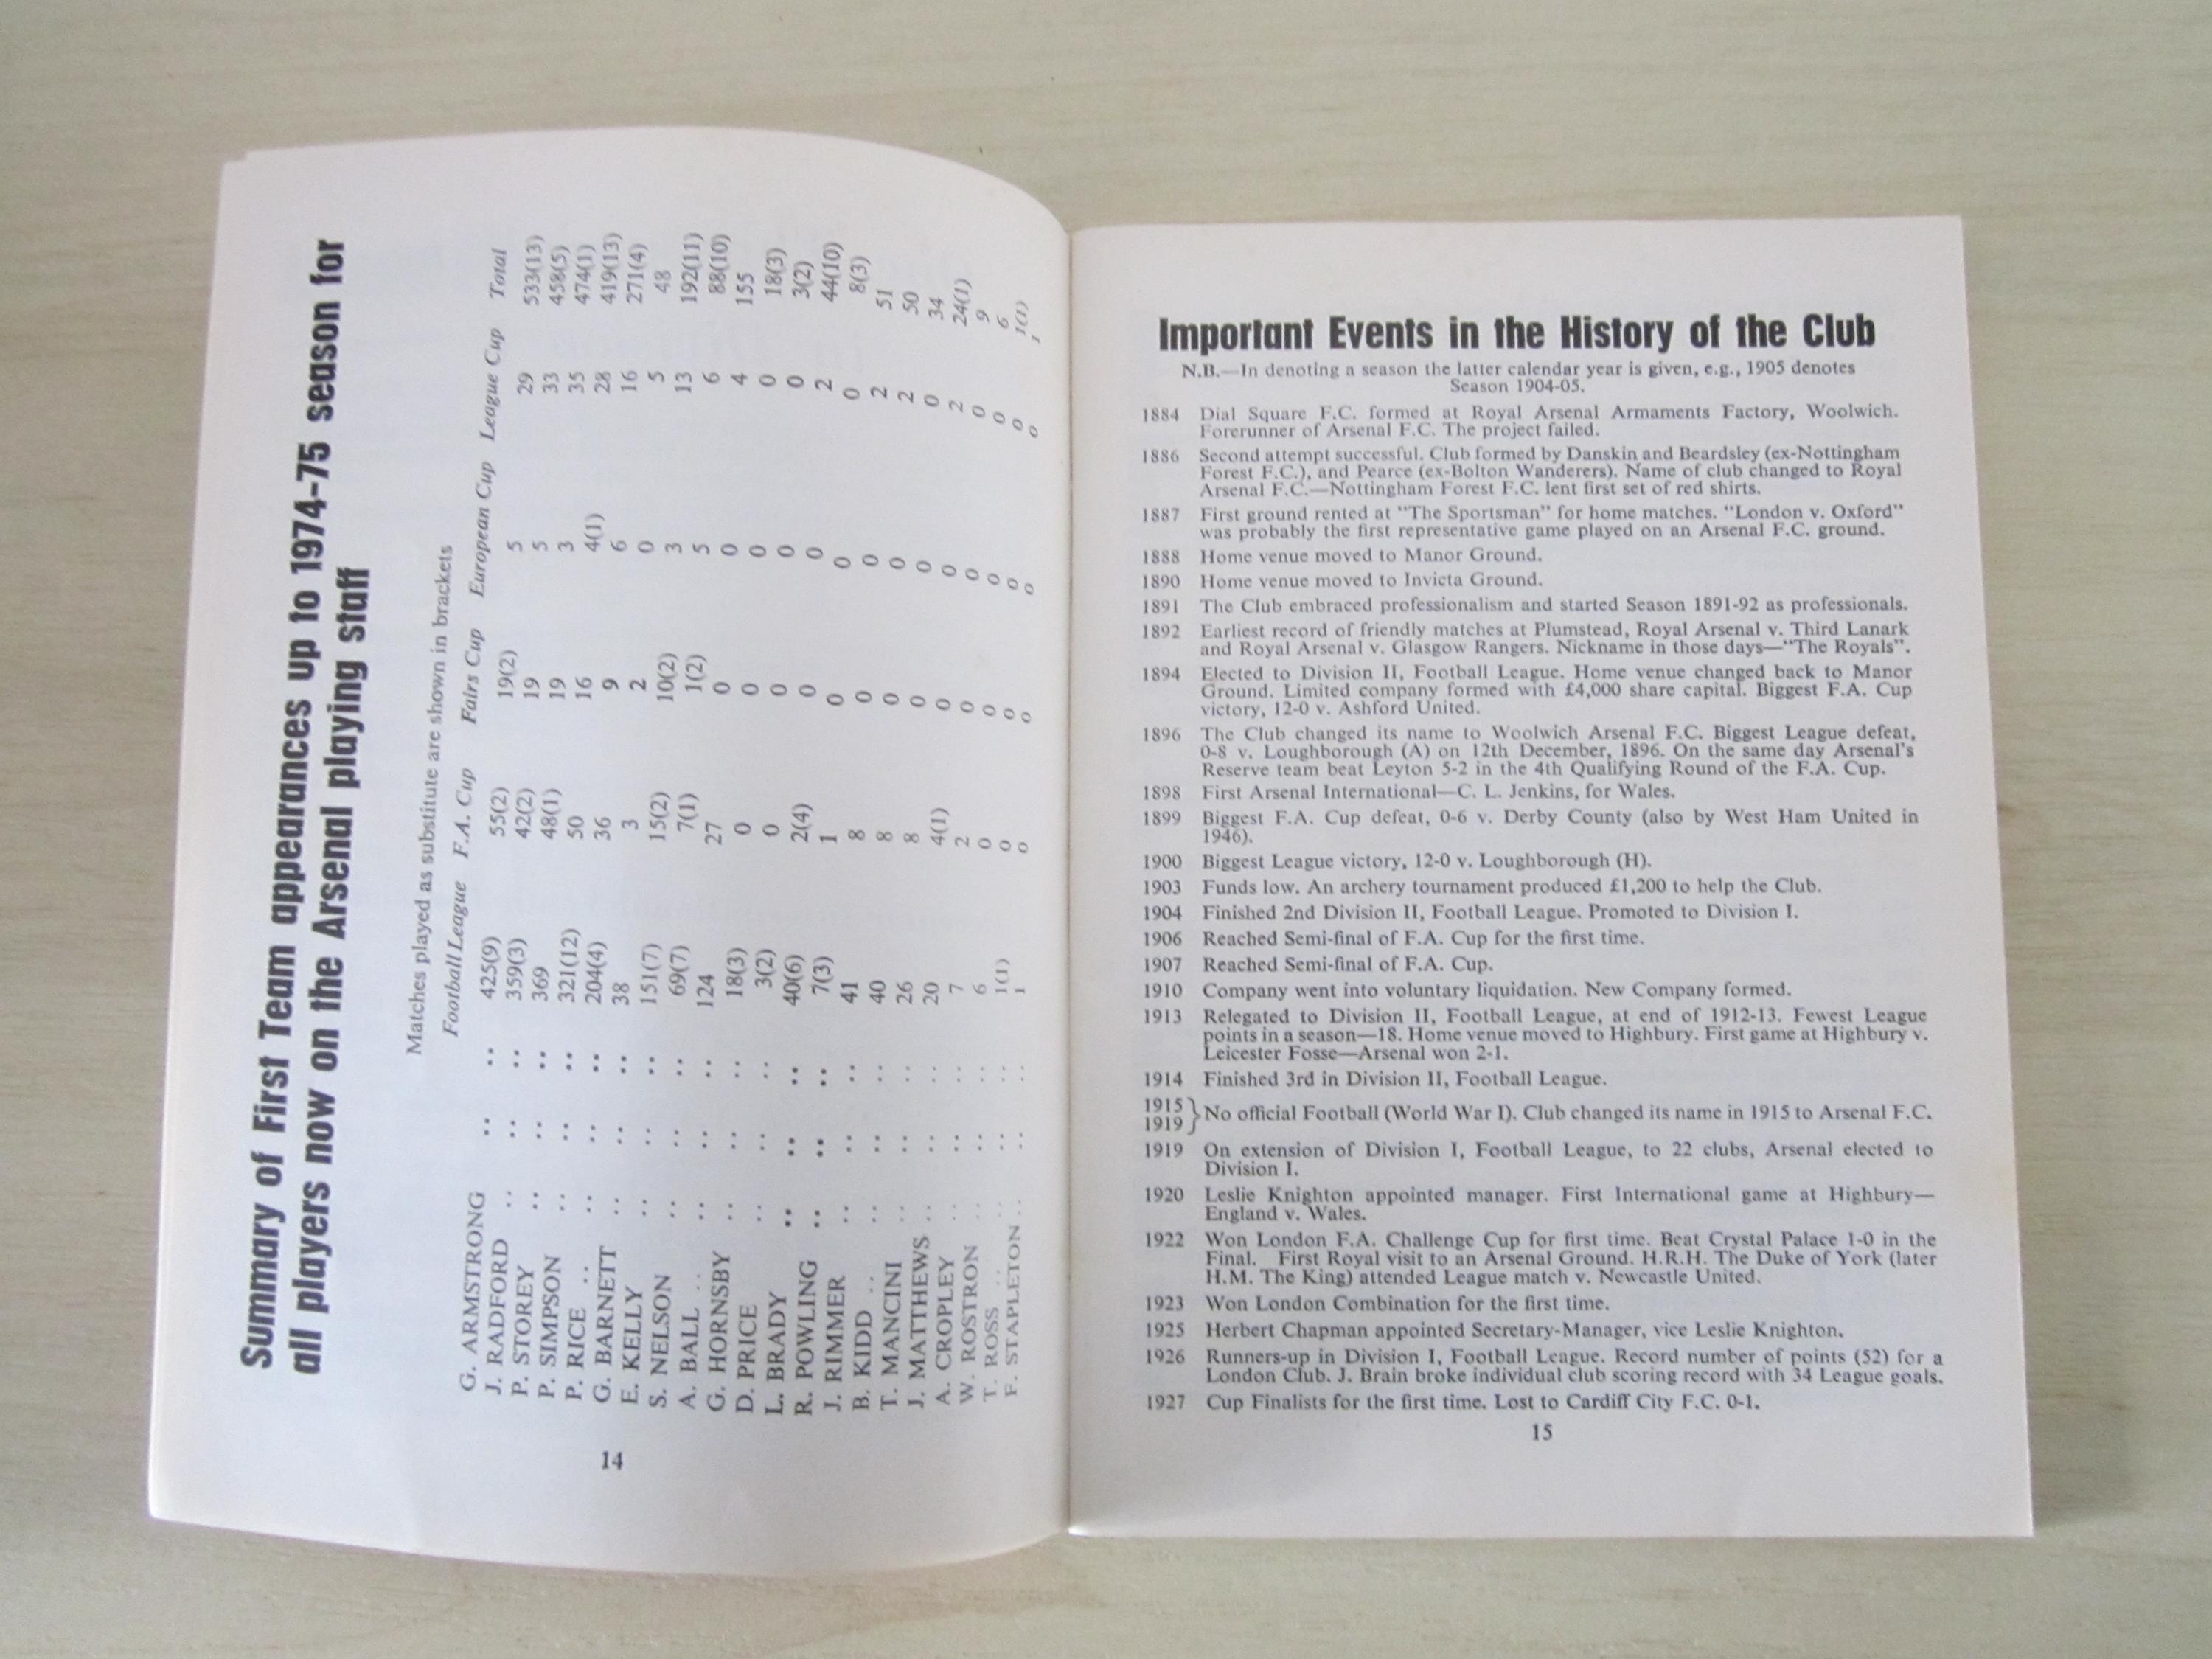 Summary of First Team appearances up to 1974-75 season for
all players now on the Arsenal playing staff
Matches played as substitute are shown in brackets
Football League F.A. Cup Fairs Cup European Cup League Cup Total
G. ARMSTRONG .. .. 425(9) 55(2) 19(2) 5 29 533(13)
J. RADFORD .. .. .. 359(3) 42(2) 19 5 33 458(5)
P. STOREY .. .. .. 369 48(1) 19 3 35 474(1)
P. SIMPSON .. .. .. 321(12) 50 16 4(1) 28 419(13)
P. RICE .. .. .. .. 204(4) 36 9 6 16 271(4)
G. BARNETT .. .. .. 38 3 2 0 5 48
E. KELLY .. .. .. 151(7) 15(2) 10(2) 3 13 192(11)
S. NELSON .. .. .. 69(7) 7(1) 1(2) 5 6 88(10)
A. BALL .. .. .. .. 124 27 0 0 4 155
G. HORNSBY .. .. .. 18(3) 0 0 0 0 18(3)
D. PRICE .. .. .. 3(2) 0 0 0 0 3(2)
L. BRADY .. .. .. 40(6) 2(4) 0 0 2 44(10)
R. POWLING .. .. .. 7(3) 1 0 0 0 8(3)
J. RIMMER .. .. .. 41 8 0 0 2 51
B. KIDD .. .. .. .. 40 8 0 0 2 50
T. MANCINI .. .. .. 26 8 0 0 0 34
J. MATTHEWS .. .. .. 20 4(1) 0 0 2 24(1)
A. CROPLEY .. .. .. 7 2 0 0 0 9
W. ROSTRON .. .. .. 6 0 0 0 0 6
T. ROSS .. .. .. .. 1(1) 0 0 0 0 1(1)
F. STAPLETON .. .. .. 1 0 0 0 0 1
14
Important Events in the History of the Club
N.B.—In denoting a season the latter calendar year is given, e.g., 1905 denotes
Season 1904-05.
1884 Dial Square F.C. formed at Royal Arsenal Armaments Factory, Woolwich.
Forerunner of Arsenal F.C. The project failed.
1886 Second attempt successful. Club formed by Danskin and Beardsley (ex-Nottingham
Forest F.C.), and Pearce (ex-Bolton Wanderers). Name of club changed to Royal
Arsenal F.C.—Nottingham Forest F.C. lent first set of red shirts.
1887 First ground rented at "The Sportsman" for home matches. "London v. Oxford"
was probably the first representative game played on an Arsenal F.C. ground.
1888 Home venue moved to Manor Ground.
1890 Home venue moved to Invicta Ground.
1891 The Club embraced professionalism and started Season 1891-92 as professionals.
1892 Earliest record of friendly matches at Plumstead, Royal Arsenal v. Third Lanark
and Royal Arsenal v. Glasgow Rangers. Nickname in those days—"The Royals".
1894 Elected to Division II, Football League. Home venue changed back to Manor
Ground. Limited company formed with £4,000 share capital. Biggest F.A. Cup
victory, 12-0 v. Ashford United.
1896 The Club changed its name to Woolwich Arsenal F.C. Biggest League defeat,
0-8 v. Loughborough (A) on 12th December, 1896. On the same day Arsenal's
Reserve team beat Leyton 5-2 in the 4th Qualifying Round of the F.A. Cup.
1898 First Arsenal International—C. L. Jenkins, for Wales.
1899 Biggest F.A. Cup defeat, 0-6 v. Derby County (also by West Ham United in
1946).
1900 Biggest League victory, 12-0 v. Loughborough (H).
1903 Funds low. An archery tournament produced £1,200 to help the Club.
1904 Finished 2nd Division II, Football League. Promoted to Division I.
1906 Reached Semi-final of F.A. Cup for the first time.
1907 Reached Semi-final of F.A. Cup.
1910 Company went into voluntary liquidation. New Company formed.
1913 Relegated to Division II, Football League, at end of 1912-13. Fewest League
points in a season—18. Home venue moved to Highbury. First game at Highbury v.
Leicester Fosse—Arsenal won 2-1.
1914 Finished 3rd in Division II, Football League.
1915
1919 } No official Football (World War I). Club changed its name in 1915 to Arsenal F.C.
1919 On extension of Division I, Football League, to 22 clubs, Arsenal elected to
Division I.
1920 Leslie Knighton appointed manager. First International game at Highbury—
England v. Wales.
1922 Won London F.A. Challenge Cup for first time. Beat Crystal Palace 1-0 in the
Final. First Royal visit to an Arsenal Ground. H.R.H. The Duke of York (later
H.M. The King) attended League match v. Newcastle United.
1923 Won London Combination for the first time.
1925 Herbert Chapman appointed Secretary-Manager, vice Leslie Knighton.
1926 Runners-up in Division I, Football League. Record number of points (52) for a
London Club. J. Brain broke individual club scoring record with 34 League goals.
1927 Cup Finalists for the first time. Lost to Cardiff City F.C. 0-1.
15